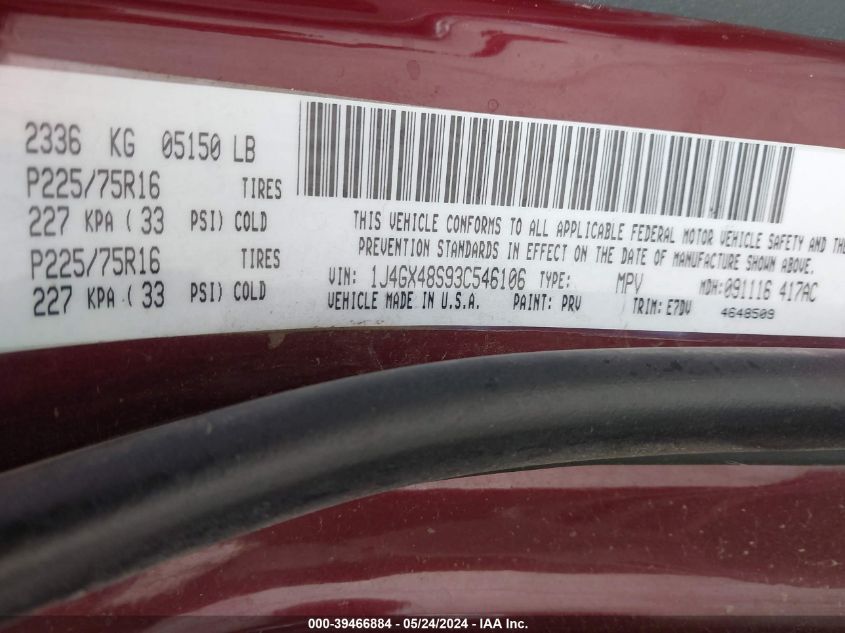 2336 KG 05150 LB
P225/75R16 TIRES
227 KPA ( 33 PSI) COLD
P225/75R16 TIRES
227 KPA ( 33 PSI) COLD
THIS VEHICLE CONFORMS TO ALL APPLICABLE FEDERAL MOTOR VEHICLE SAFETY AND THE
PREVENTION STANDARDS IN EFFECT ON THE DATE OF MANUFACTURE SHOWN ABOVE.
VIN: 1J4GX48S93C546106 TYPE: MPV MDH:091116 417AC
VEHICLE MADE IN U.S.A. PAINT: PRV TRIM: E7DV 4648509
000-39466884 / 05/24/2024 - IAA Inc.